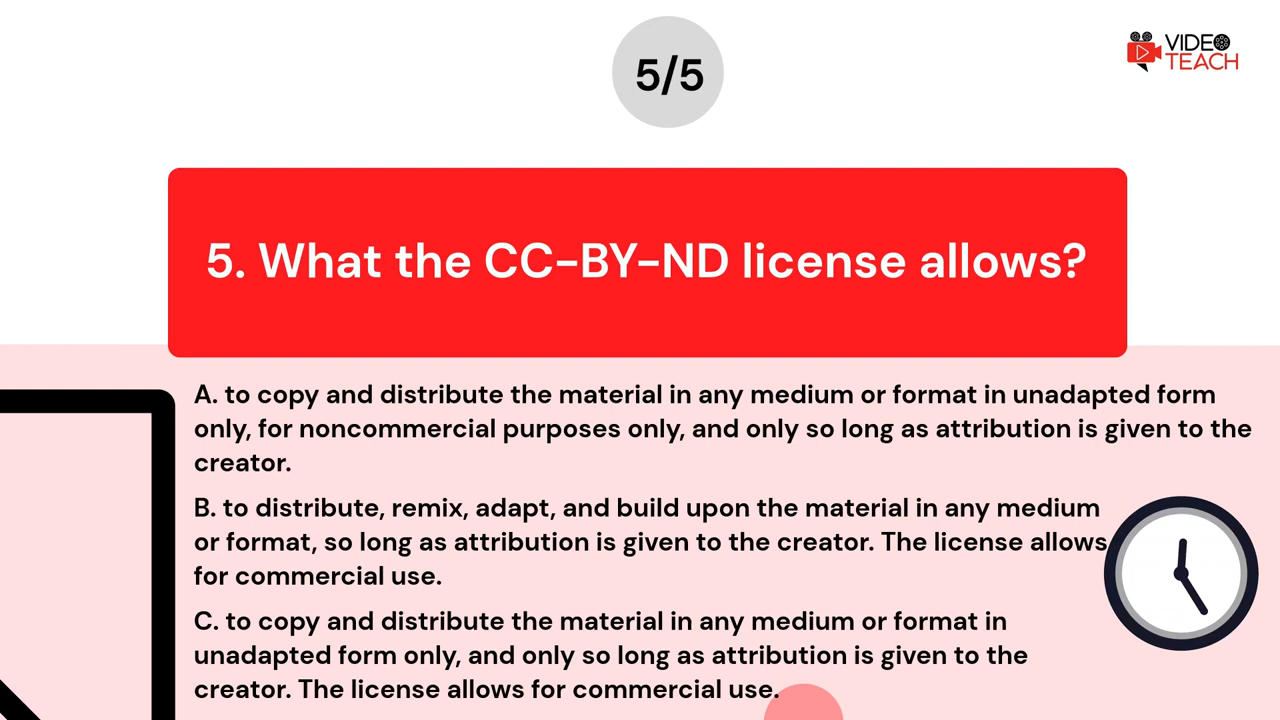 5/5
VIDEO
TEACH
5. What the CC-BY-ND license allows?
A. to copy and distribute the material in any medium or format in unadapted form
only, for noncommercial purposes only, and only so long as attribution is given to the
creator.
B. to distribute, remix, adapt, and build upon the material in any medium
or format, so long as attribution is given to the creator. The license allows
for commercial use.
C. to copy and distribute the material in any medium or format in
unadapted form only, and only so long as attribution is given to the
creator. The license allows for commercial use.